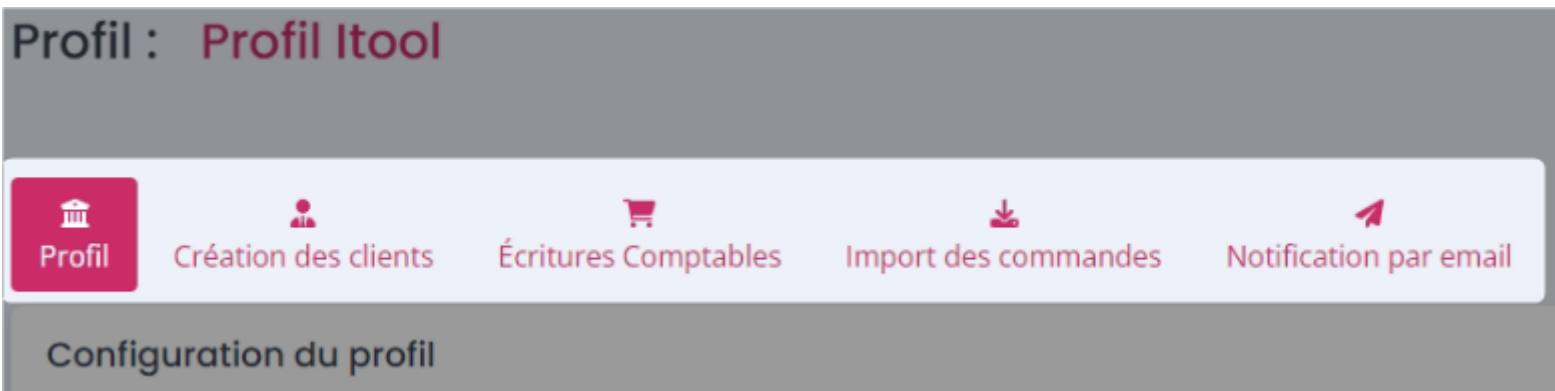 Profil : Profil Itool
Profil
Création des clients
Écritures Comptables
Import des commandes
Notification par email
Configuration du profil